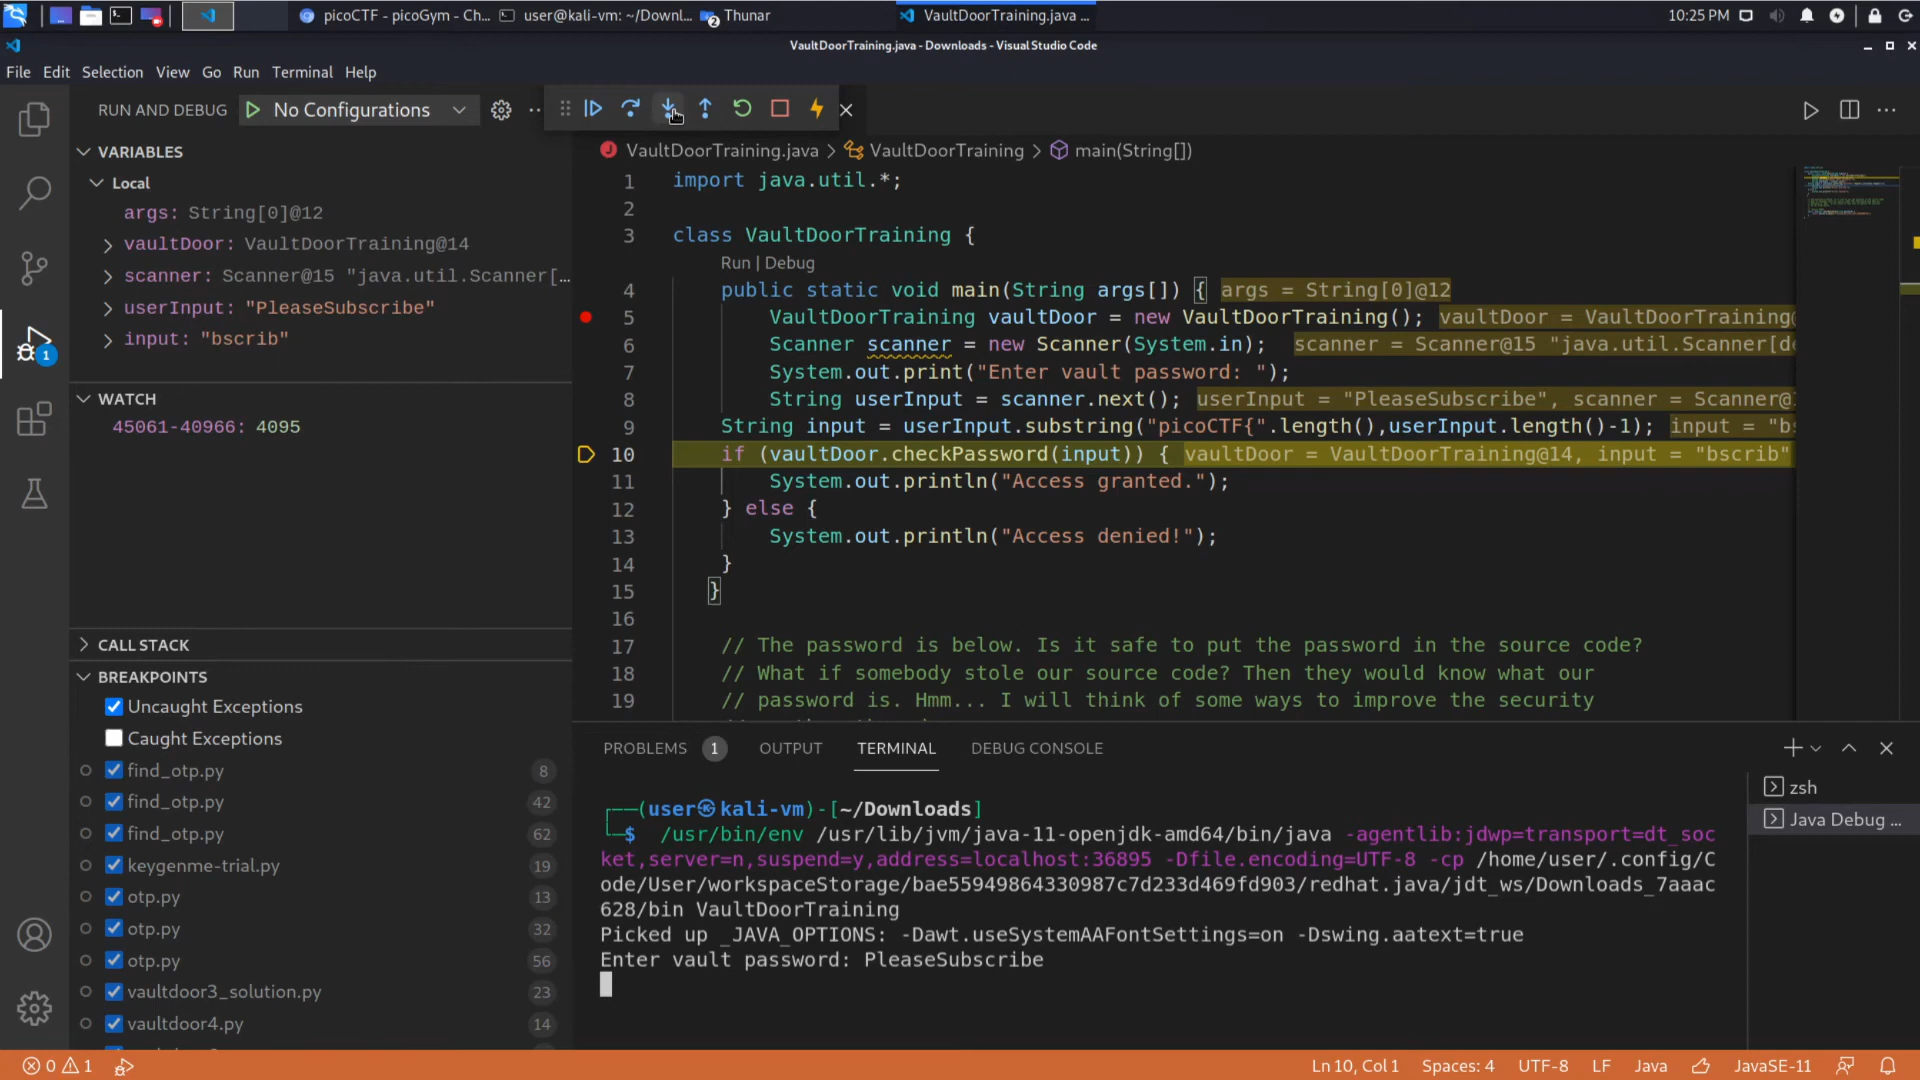 picoCTF - picoGym - Ch...
user@kali-vm: ~/Downl...
2
Thunar
VaultDoorTraining.java ...
10:25 PM
VaultDoorTraining.java - Downloads - Visual Studio Code
File Edit Selection View Go Run Terminal Help
RUN AND DEBUG
No Configurations
VARIABLES
Local
args: String[0]@12
vaultDoor: VaultDoorTraining@14
scanner: Scanner@15 "java.util.Scanner[...
userInput: "PleaseSubscribe"
input: "bscrib"
1
WATCH
45061-40966: 4095
CALL STACK
BREAKPOINTS
Uncaught Exceptions
Caught Exceptions
find_otp.py 8
find_otp.py 42
find_otp.py 62
keygenme-trial.py 19
otp.py 13
otp.py 32
otp.py 56
vaultdoor3_solution.py 23
vaultdoor4.py 14
VaultDoorTraining.java > VaultDoorTraining > main(String[])
1 import java.util.*;
2
3 class VaultDoorTraining {
Run | Debug
4 public static void main(String args[]) { args = String[0]@12
5 VaultDoorTraining vaultDoor = new VaultDoorTraining(); vaultDoor = VaultDoorTraining@
6 Scanner scanner = new Scanner(System.in); scanner = Scanner@15 "java.util.Scanner[de
7 System.out.print("Enter vault password: ");
8 String userInput = scanner.next(); userInput = "PleaseSubscribe", scanner = Scanner@
9 String input = userInput.substring("picoCTF{".length(),userInput.length()-1); input = "bs
10 if (vaultDoor.checkPassword(input)) { vaultDoor = VaultDoorTraining@14, input = "bscrib"
11 System.out.println("Access granted.");
12 } else {
13 System.out.println("Access denied!");
14 }
15 }
16
17 // The password is below. Is it safe to put the password in the source code?
18 // What if somebody stole our source code? Then they would know what our
19 // password is. Hmm... I will think of some ways to improve the security
PROBLEMS 1 OUTPUT TERMINAL DEBUG CONSOLE
┌──(user㉿kali-vm)-[~/Downloads]
└─$ /usr/bin/env /usr/lib/jvm/java-11-openjdk-amd64/bin/java -agentlib:jdwp=transport=dt_soc
ket,server=n,suspend=y,address=localhost:36895 -Dfile.encoding=UTF-8 -cp /home/user/.config/C
ode/User/workspaceStorage/bae55949864330987c7d233d469fd903/redhat.java/jdt_ws/Downloads_7aaac
628/bin VaultDoorTraining
Picked up _JAVA_OPTIONS: -Dawt.useSystemAAFontSettings=on -Dswing.aatext=true
Enter vault password: PleaseSubscribe
zsh
Java Debug ...
0 1
Ln 10, Col 1 Spaces: 4 UTF-8 LF Java JavaSE-11